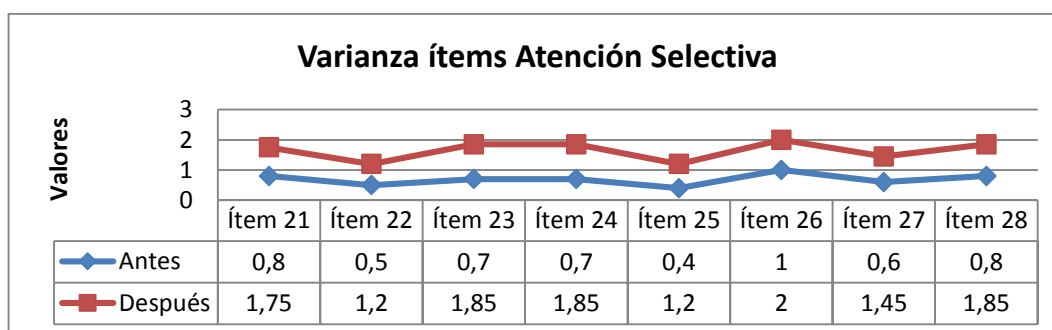 Varianza ítems Atención Selectiva
Valores
3
2
1
0
Ítem 21 Ítem 22 Ítem 23 Ítem 24 Ítem 25 Ítem 26 Ítem 27 Ítem 28
Antes 0,8 0,5 0,7 0,7 0,4 1 0,6 0,8
Después 1,75 1,2 1,85 1,85 1,2 2 1,45 1,85